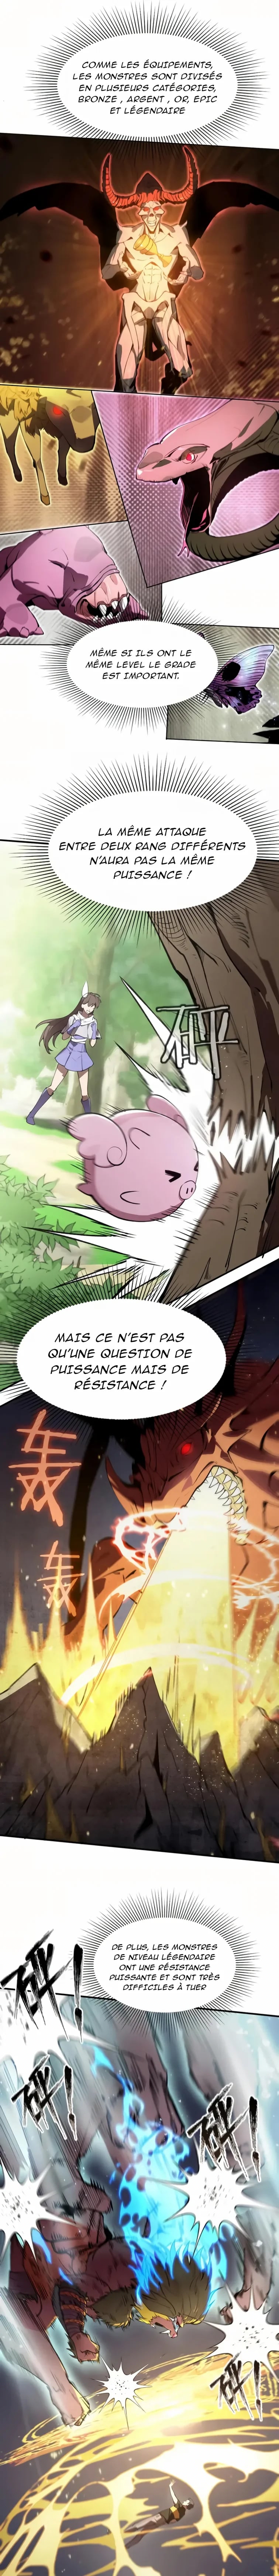 COMME LES ÉQUIPEMENTS,
LES MONSTRES SONT DIVISÉS
EN PLUSIEURS CATÉGORIES,
BRONZE , ARGENT , OR, EPIC
ET LÉGENDAIRE
MÊME SI ILS ONT LE
MÊME LEVEL LE GRADE
EST IMPORTANT.
LA MÊME ATTAQUE
ENTRE DEUX RANG DIFFÉRENTS
N'AURA PAS LA MÊME
PUISSANCE !
砰
MAIS CE N'EST PAS
QU'UNE QUESTION DE
PUISSANCE MAIS DE
RÉSISTANCE !
轰
轰
DE PLUS, LES MONSTRES
DE NIVEAU LÉGENDAIRE
ONT UNE RÉSISTANCE
PUISSANTE ET SONT TRÈS
DIFFICILES À TUER
砰!
砰!
砰!
砰!